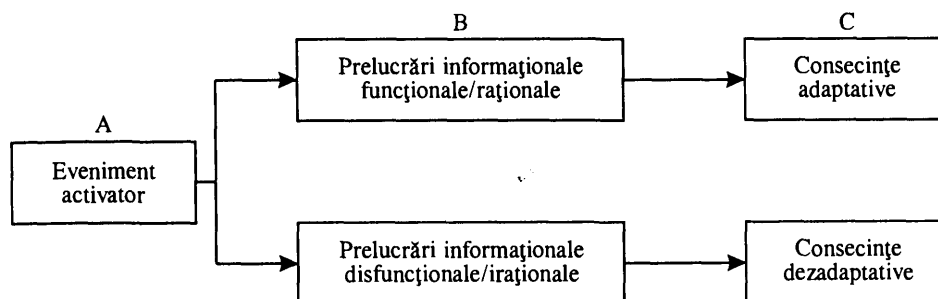 B
C
Prelucrări informaţionale
funcţionale/raţionale
Consecinţe
adaptative
A
Eveniment
activator
Prelucrări informaţionale
disfuncţionale/iraţionale
Consecinţe
dezadaptative